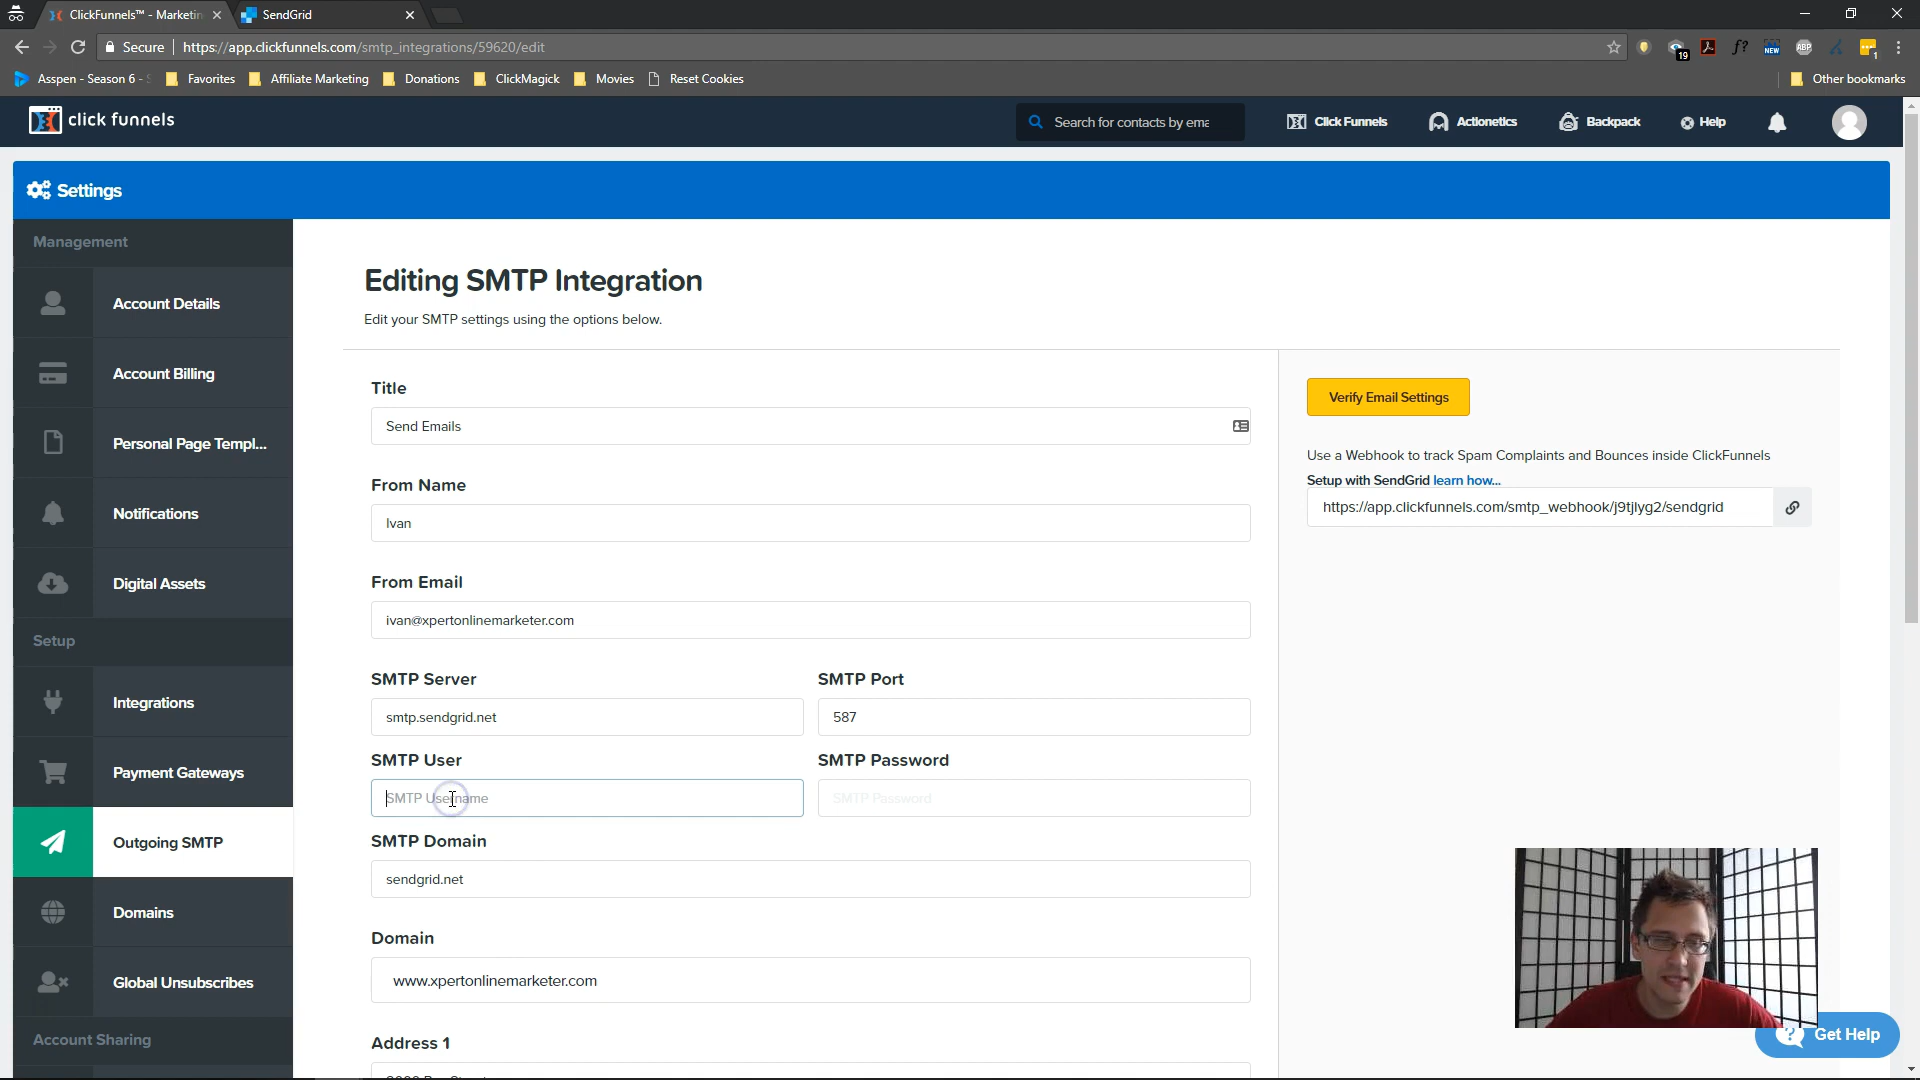 ClickFunnels™ - Marketin
SendGrid
Secure
https://app.clickfunnels.com/smtp_integrations/59620/edit
19
f?
NEW
ABP
1
Asspen - Season 6 -
Favorites
Affiliate Marketing
Donations
ClickMagick
Movies
Reset Cookies
Other bookmarks
click funnels
Search for contacts by ema
Click Funnels
Actionetics
Backpack
Help
Settings
Management
Account Details
Account Billing
Personal Page Templ...
Notifications
Digital Assets
Setup
Integrations
Payment Gateways
Outgoing SMTP
Domains
Global Unsubscribes
Account Sharing
Editing SMTP Integration
Edit your SMTP settings using the options below.
Title
Send Emails
From Name
Ivan
From Email
ivan@xpertonlinemarketer.com
SMTP Server
smtp.sendgrid.net
SMTP Port
587
SMTP User
SMTP Username
SMTP Password
SMTP Password
SMTP Domain
sendgrid.net
Domain
www.xpertonlinemarketer.com
Address 1
Verify Email Settings
Use a Webhook to track Spam Complaints and Bounces inside ClickFunnels
Setup with SendGrid learn how...
https://app.clickfunnels.com/smtp_webhook/j9tjlyg2/sendgrid
Get Help